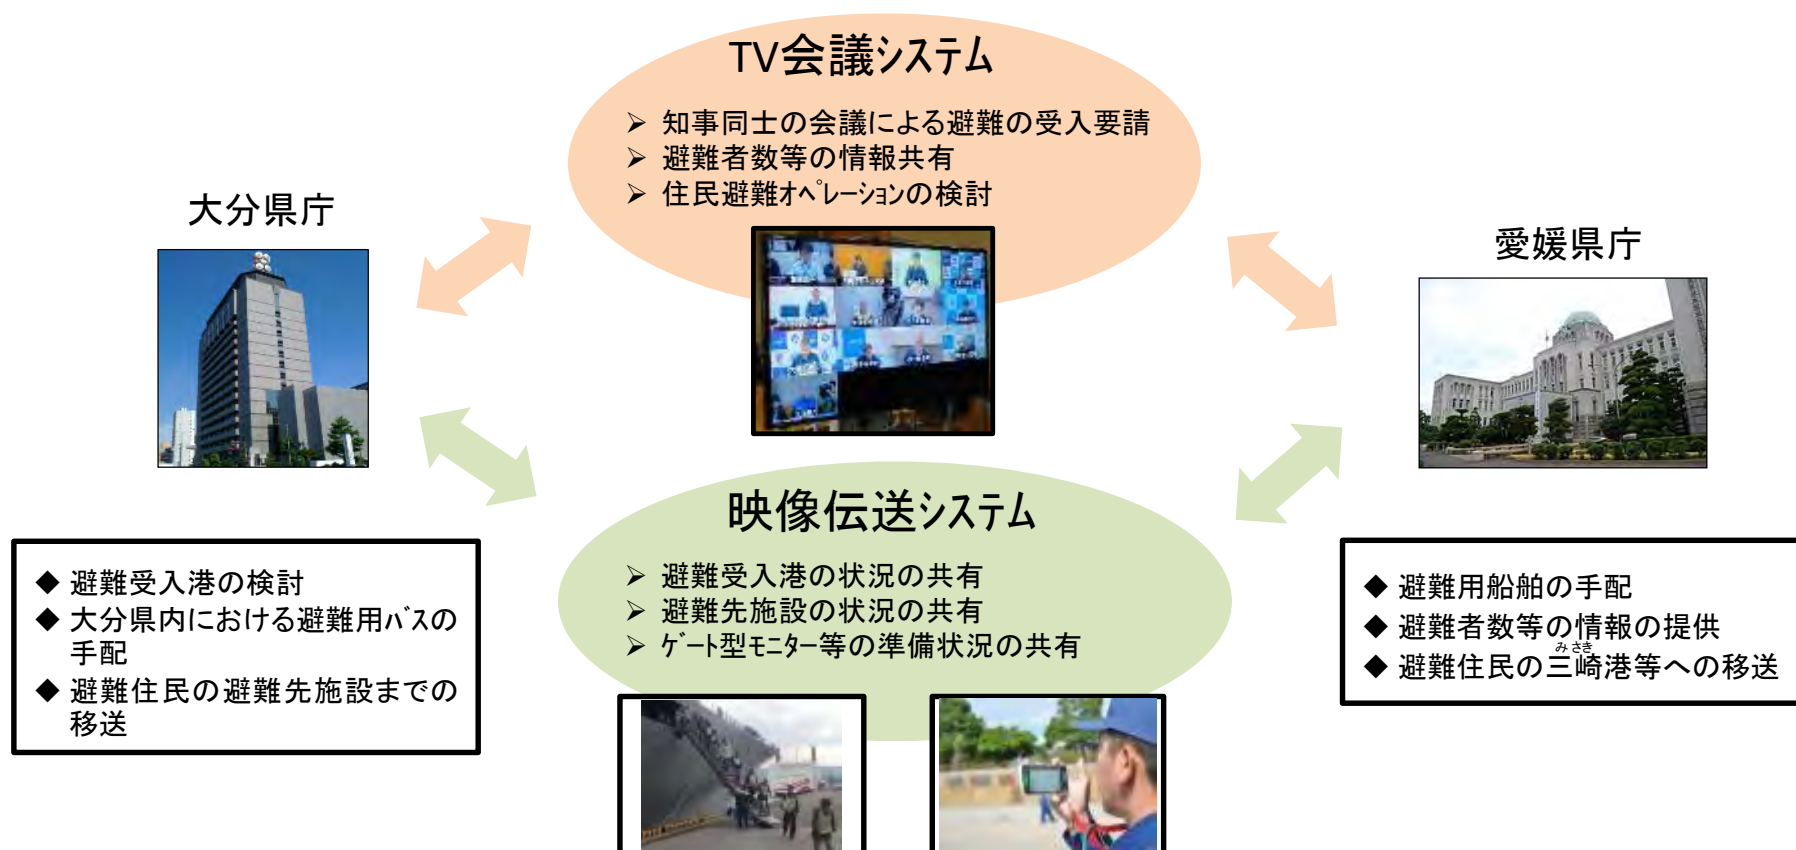 TV会議システム
➢ 知事同士の会議による避難の受入要請
➢ 避難者数等の情報共有
➢ 住民避難ｵﾍﾟﾚｰｼｮﾝの検討
大分県庁
愛媛県庁
映像伝送システム
➢ 避難受入港の状況の共有
➢ 避難先施設の状況の共有
➢ ｹﾞｰﾄ型ﾓﾆﾀｰ等の準備状況の共有
◆ 避難受入港の検討
◆ 大分県内における避難用ﾊﾞｽの
手配
◆ 避難住民の避難先施設までの
移送
◆ 避難用船舶の手配
◆ 避難者数等の情報の提供
みさき
◆ 避難住民の三崎港等への移送